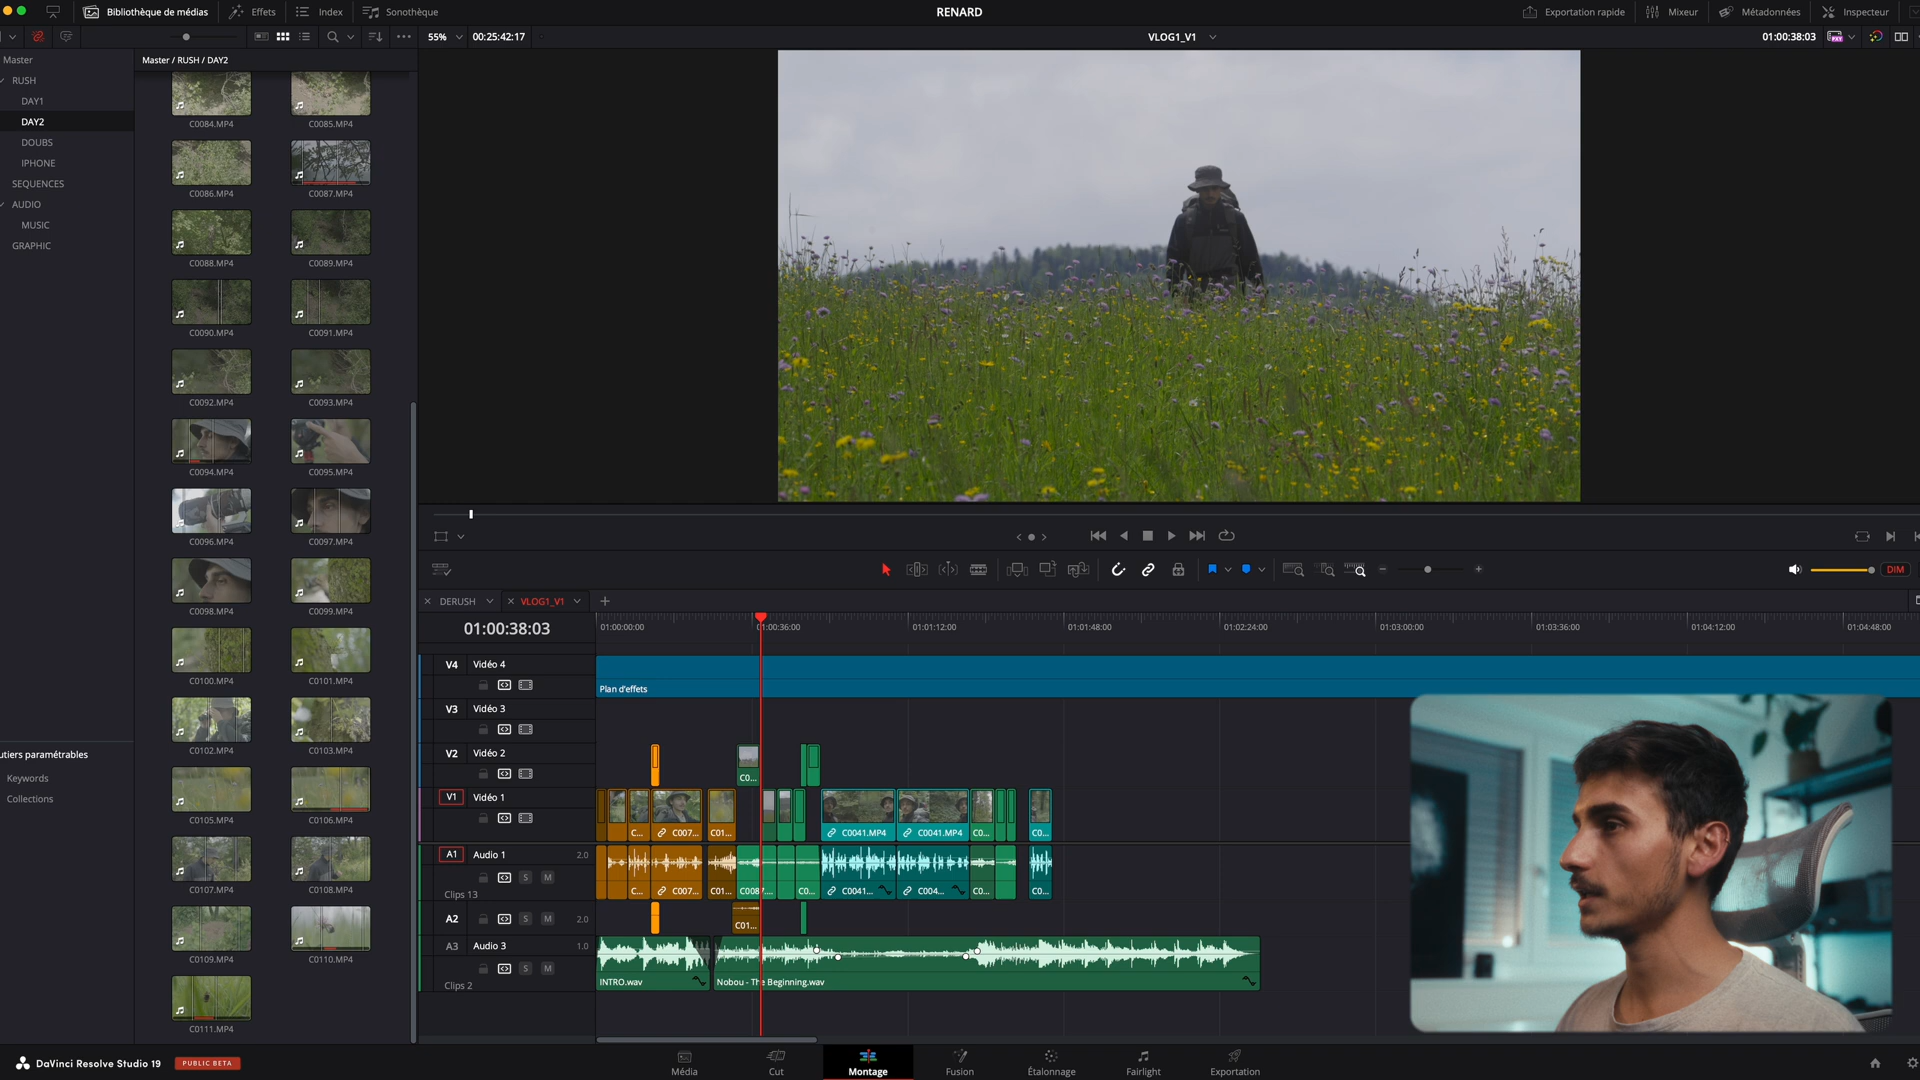 Bibliothèque de médias
Effets
Index
Sonothèque
RENARD
Exportation rapide
Mixeur
Métadonnées
Inspecteur
55%
00:25:42:17
VLOG1_V1
01:00:38:03
Master
RUSH
DAY1
DAY2
DOUBS
IPHONE
SEQUENCES
AUDIO
MUSIC
GRAPHIC
Master / RUSH / DAY2
C0084.MP4
C0085.MP4
C0086.MP4
C0087.MP4
C0088.MP4
C0089.MP4
C0090.MP4
C0091.MP4
C0092.MP4
C0093.MP4
C0094.MP4
C0095.MP4
C0096.MP4
C0097.MP4
C0098.MP4
C0099.MP4
C0100.MP4
C0101.MP4
C0102.MP4
C0103.MP4
C0105.MP4
C0106.MP4
C0107.MP4
C0108.MP4
C0109.MP4
C0110.MP4
C0111.MP4
utiers paramétrables
Keywords
Collections
DIM
DERUSH
VLOG1_V1
01:00:38:03
01:00:00:00
01:00:36:00
01:01:12:00
01:01:48:00
01:02:24:00
01:03:00:00
01:03:36:00
01:04:12:00
01:04:48:00
V4 Vidéo 4
Plan d'effets
V3 Vidéo 3
V2 Vidéo 2
C0...
V1 Vidéo 1
C... C007... C01... C0041.MP4 C0041.MP4 C0... C0...
A1 Audio 1 2.0
S M
Clips 13
C... C007... C01... C0087... C0... C0041... C004... C0... C0...
A2 S M 2.0
C01...
A3 Audio 3 1.0
S M
Clips 2
INTRO.wav
Nobou - The Beginning.wav
DaVinci Resolve Studio 19
PUBLIC BETA
Média
Cut
Montage
Fusion
Étalonnage
Fairlight
Exportation